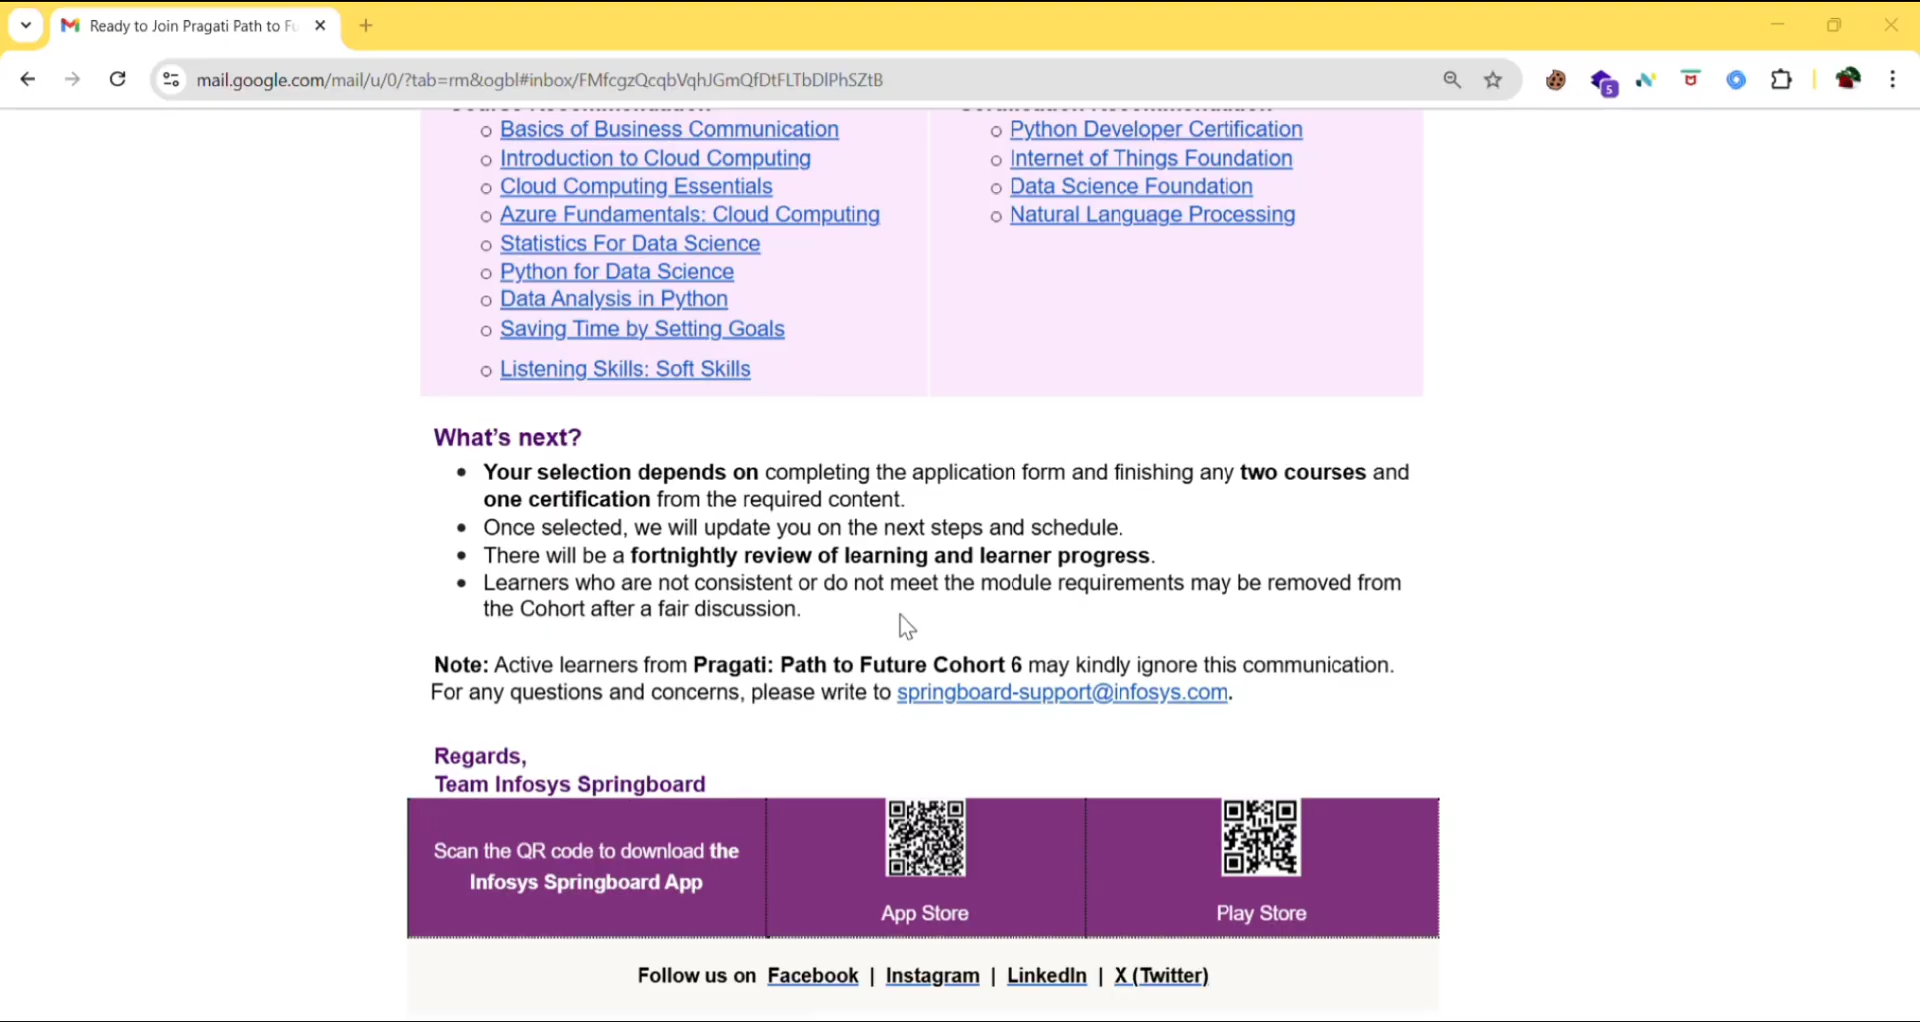 Ready to Join Pragati Path to Fu
mail.google.com/mail/u/0/?tab=rm&ogbl#inbox/FMfcgzQcqbVqhJGmQfDtFLTbDlPhSZtB
5
Basics of Business Communication
Introduction to Cloud Computing
Cloud Computing Essentials
Azure Fundamentals: Cloud Computing
Statistics For Data Science
Python for Data Science
Data Analysis in Python
Saving Time by Setting Goals
Listening Skills: Soft Skills
Python Developer Certification
Internet of Things Foundation
Data Science Foundation
Natural Language Processing
What's next?
Your selection depends on completing the application form and finishing any two courses and
one certification from the required content.
Once selected, we will update you on the next steps and schedule.
There will be a fortnightly review of learning and learner progress.
Learners who are not consistent or do not meet the module requirements may be removed from
the Cohort after a fair discussion.
Note: Active learners from Pragati: Path to Future Cohort 6 may kindly ignore this communication.
For any questions and concerns, please write to springboard-support@infosys.com.
Regards,
Team Infosys Springboard
Scan the QR code to download the
Infosys Springboard App
App Store
Play Store
Follow us on Facebook | Instagram | LinkedIn | X (Twitter)